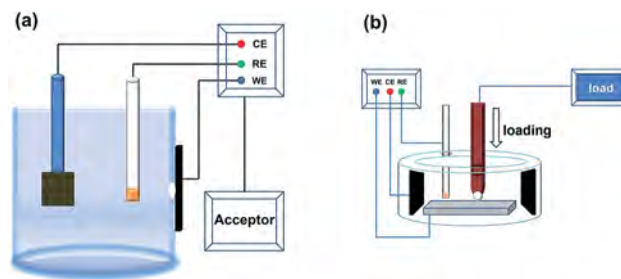 (a)
CE
RE
WE
Acceptor
(b)
WE CE RE
load
loading